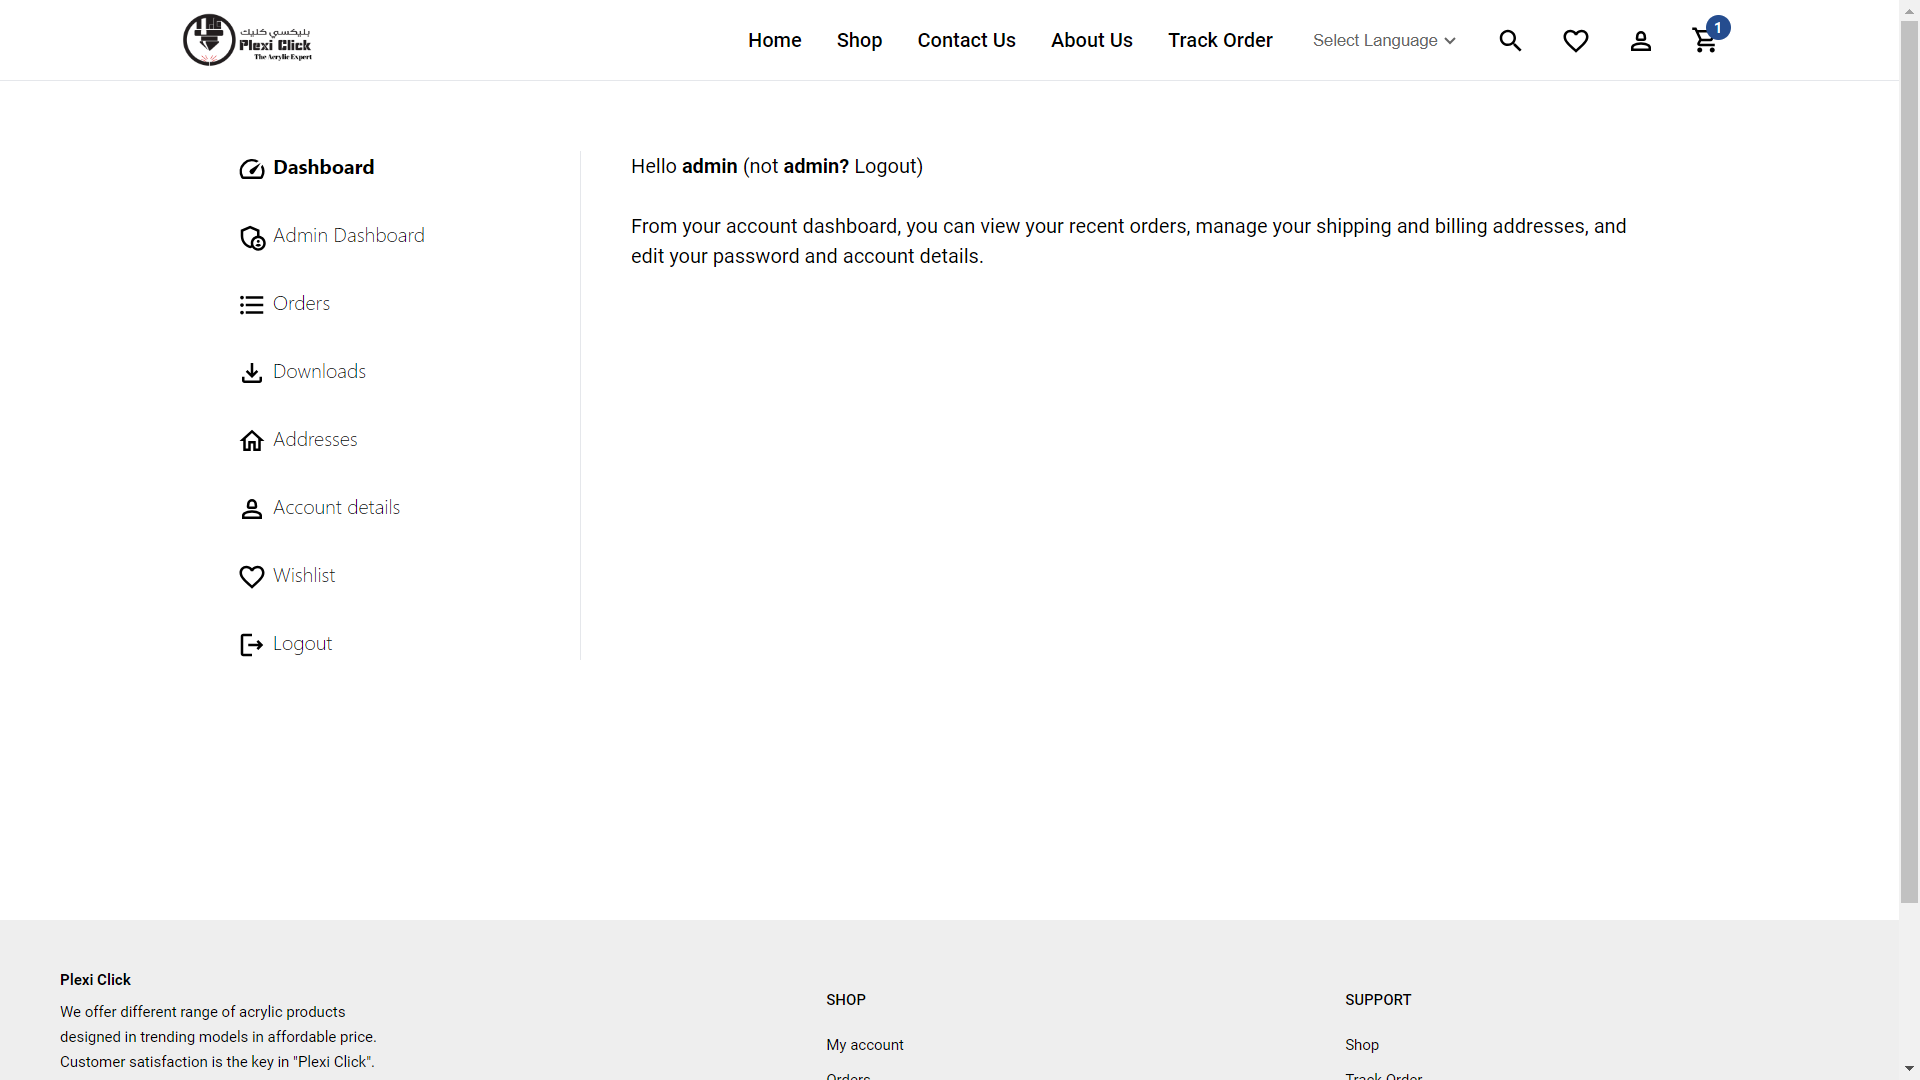 بليكسي كليك
Plexi Click
The Acrylic Expert
Home
Shop
Contact Us
About Us
Track Order
Select Language
1
Dashboard
Admin Dashboard
Orders
Downloads
Addresses
Account details
Wishlist
Logout
Hello admin (not admin? Logout)
From your account dashboard, you can view your recent orders, manage your shipping and billing addresses, and
edit your password and account details.
Plexi Click
We offer different range of acrylic products
designed in trending models in affordable price.
Customer satisfaction is the key in "Plexi Click".
SHOP
My account
Orders
SUPPORT
Shop
Track Order